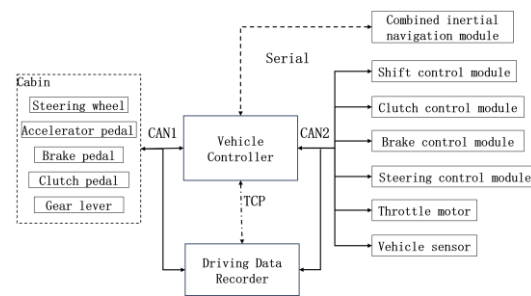 Combined inertial
navigation module
Serial
Cabin
Steering wheel
Accelerator pedal
Brake pedal
Clutch pedal
Gear lever
CAN1
Vehicle
Controller
CAN2
Shift control module
Clutch control module
Brake control module
Steering control module
Throttle motor
Vehicle sensor
TCP
Driving Data
Recorder